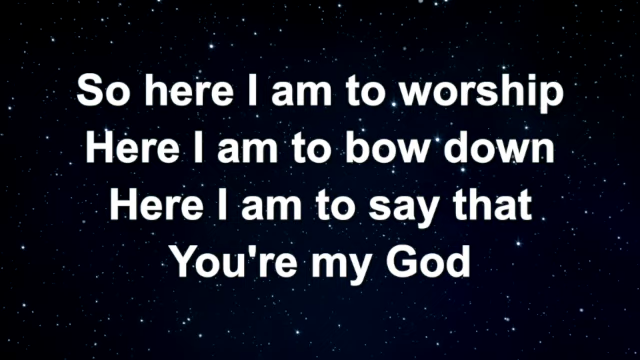 So here I am to worship
Here I am to bow down
Here I am to say that
You're my God